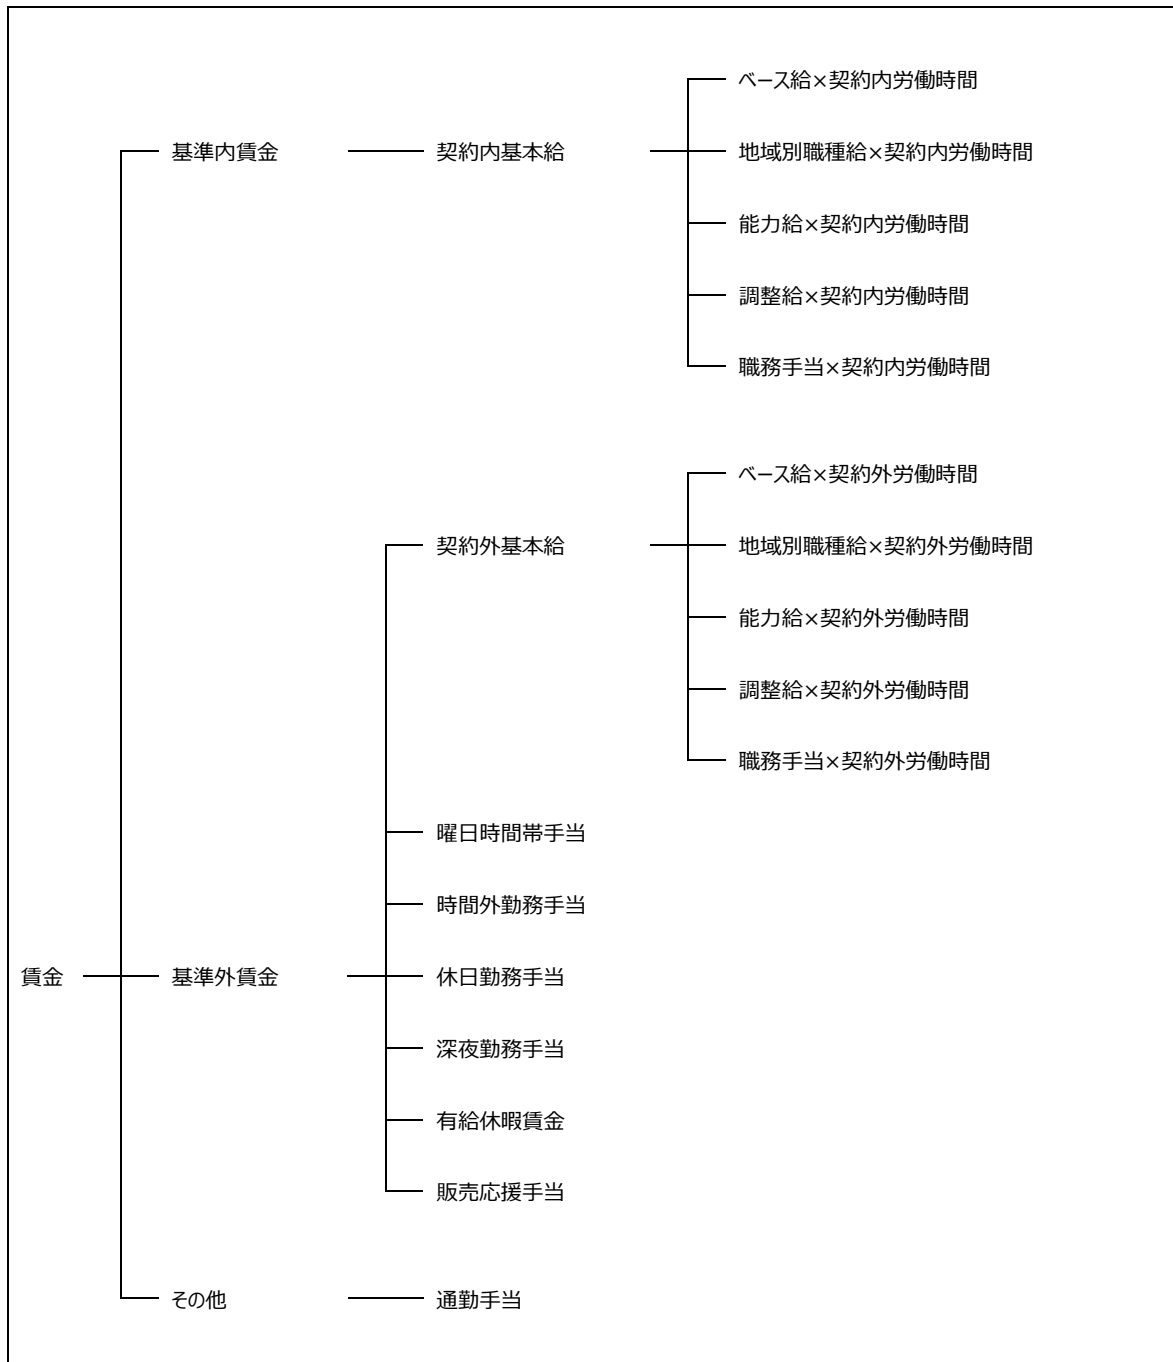 ベース給×契約内労働時間
基準内賃金 契約内基本給 地域別職種給×契約内労働時間
能力給×契約内労働時間
調整給×契約内労働時間
職務手当×契約内労働時間
ベース給×契約外労働時間
契約外基本給 地域別職種給×契約外労働時間
能力給×契約外労働時間
調整給×契約外労働時間
職務手当×契約外労働時間
曜日時間帯手当
時間外勤務手当
賃金 基準外賃金 休日勤務手当
深夜勤務手当
有給休暇賃金
販売応援手当
その他 通勤手当